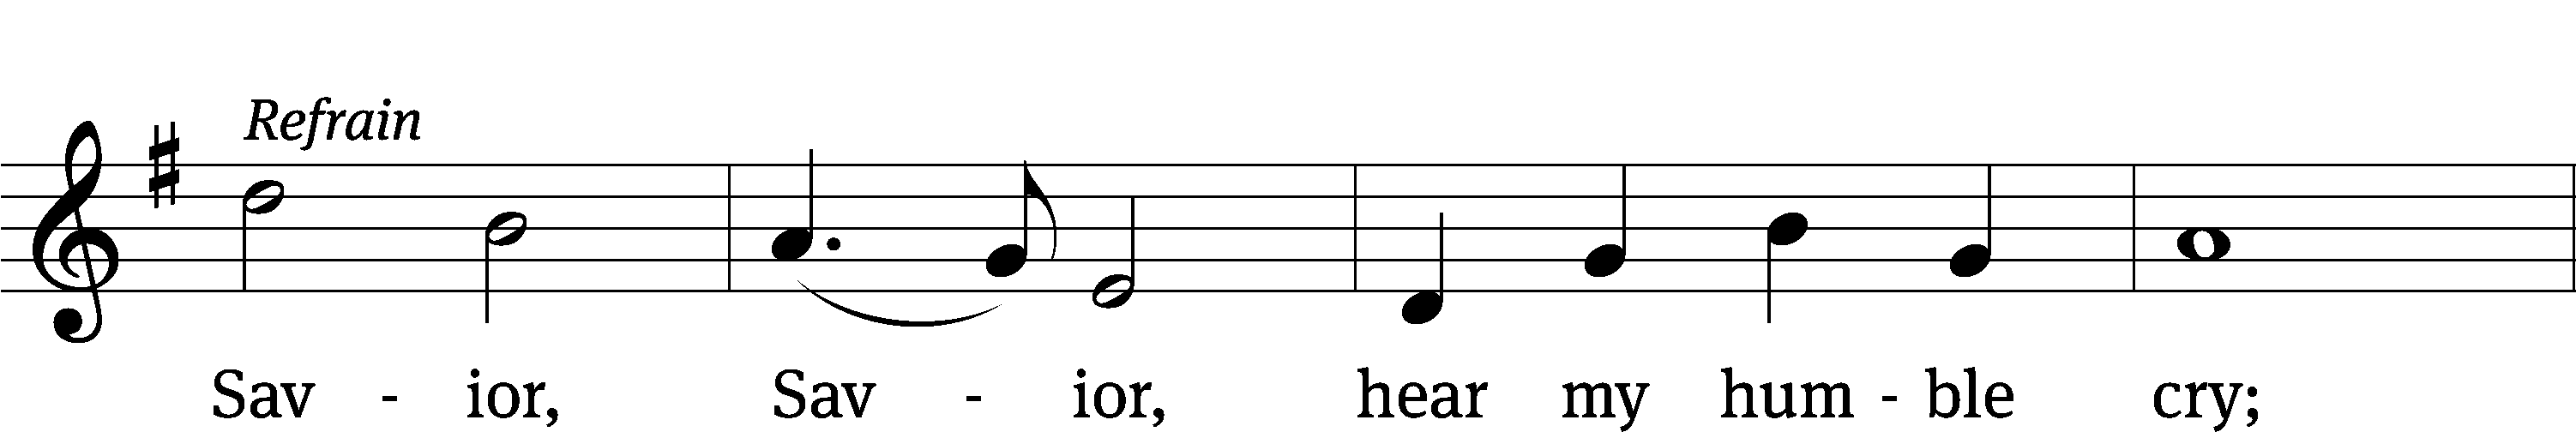 Refrain
Sav - ior, Sav - ior, hear my hum - ble cry;